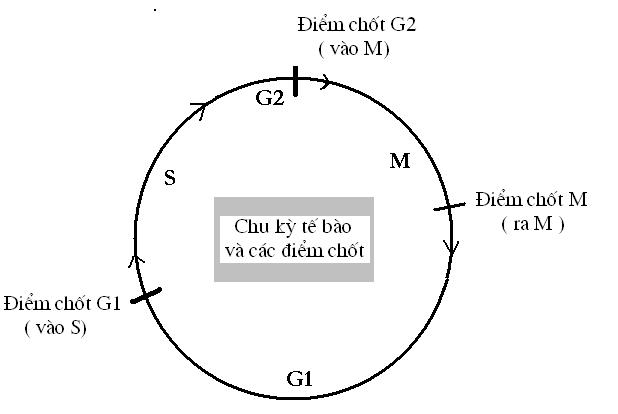 Điểm chốt G2
( vào M)
G2
M
S
Điểm chốt M
( ra M )
Chu kỳ tế bào
và các điểm chốt
Điểm chốt G1
( vào S)
G1